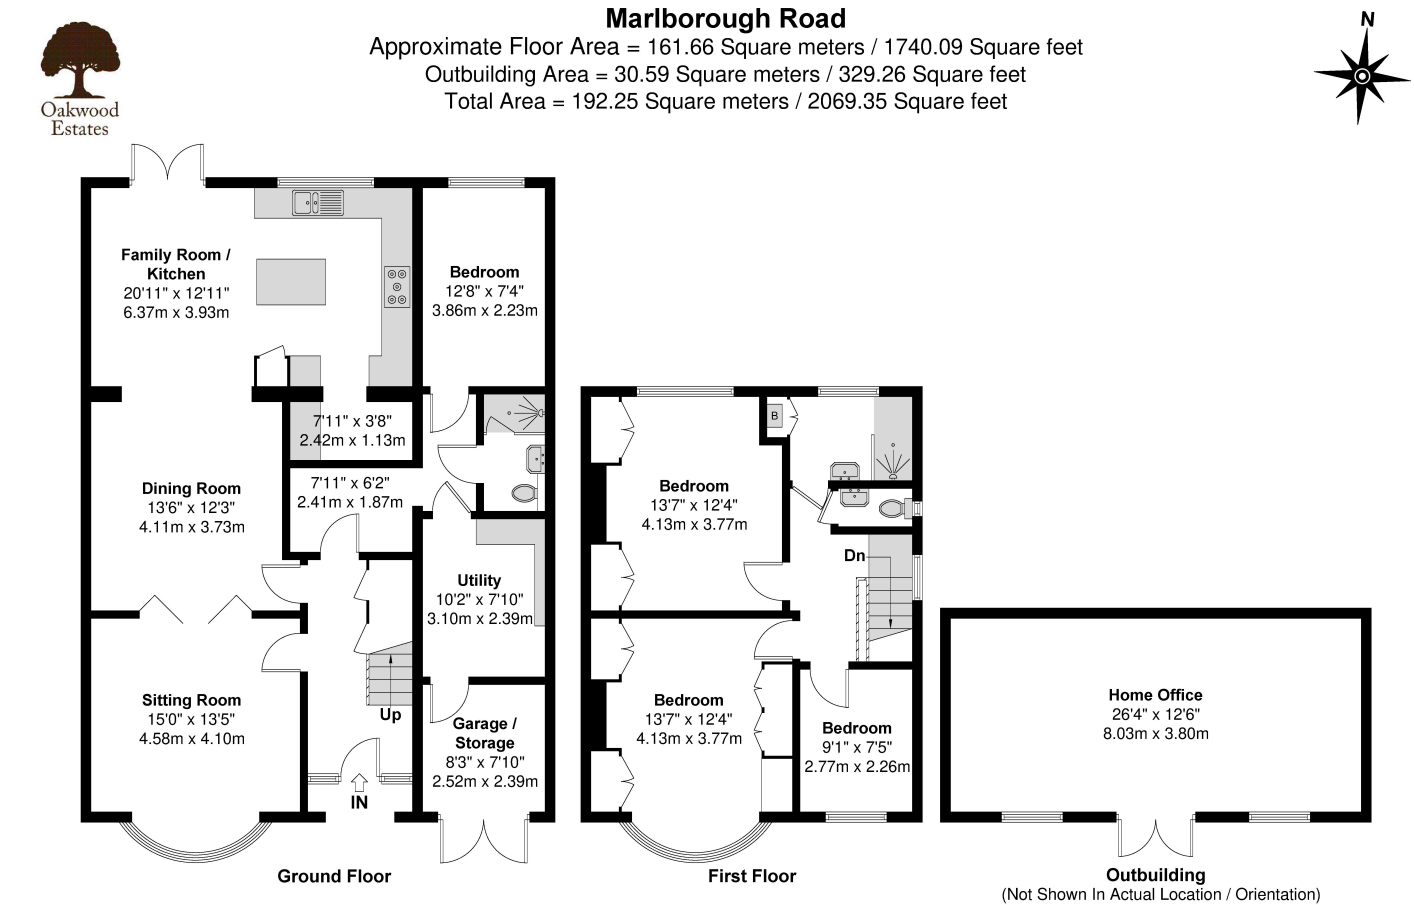 Marlborough Road
Approximate Floor Area = 161.66 Square meters / 1740.09 Square feet
Outbuilding Area = 30.59 Square meters / 329.26 Square feet
Total Area = 192.25 Square meters / 2069.35 Square feet
N
Oakwood
Estates
Family Room /
Kitchen
20'11" x 12'11"
6.37m x 3.93m
Bedroom
12'8" x 7'4"
3.86m x 2.23m
7'11" x 3'8"
2.42m x 1.13m
7'11" x 6'2"
2.41m x 1.87m
Dining Room
13'6" x 12'3"
4.11m x 3.73m
Utility
10'2" x 7'10"
3.10m x 2.39m
Sitting Room
15'0" x 13'5"
4.58m x 4.10m
Up
Garage /
Storage
8'3" x 7'10"
2.52m x 2.39m
IN
Ground Floor
B
Bedroom
13'7" x 12'4"
4.13m x 3.77m
Dn
Bedroom
13'7" x 12'4"
4.13m x 3.77m
Bedroom
9'1" x 7'5"
2.77m x 2.26m
First Floor
Home Office
26'4" x 12'6"
8.03m x 3.80m
Outbuilding
(Not Shown In Actual Location / Orientation)